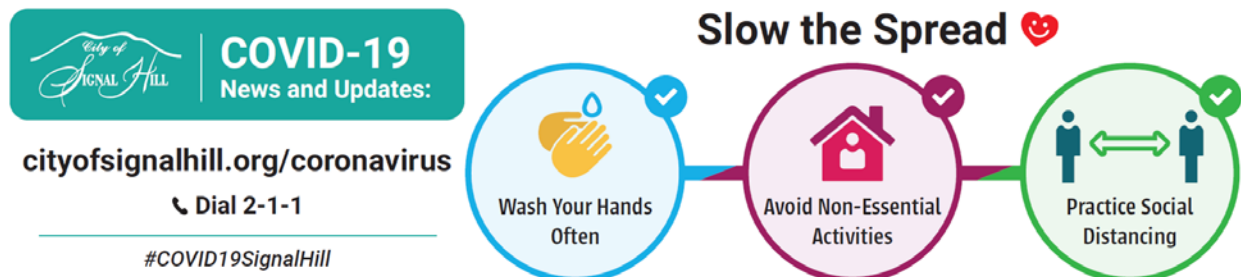 City of
SIGNAL HILL
COVID-19
News and Updates:
cityofsignalhill.org/coronavirus
Dial 2-1-1
#COVID19SignalHill
Slow the Spread
Wash Your Hands
Often
Avoid Non-Essential
Activities
Practice Social
Distancing